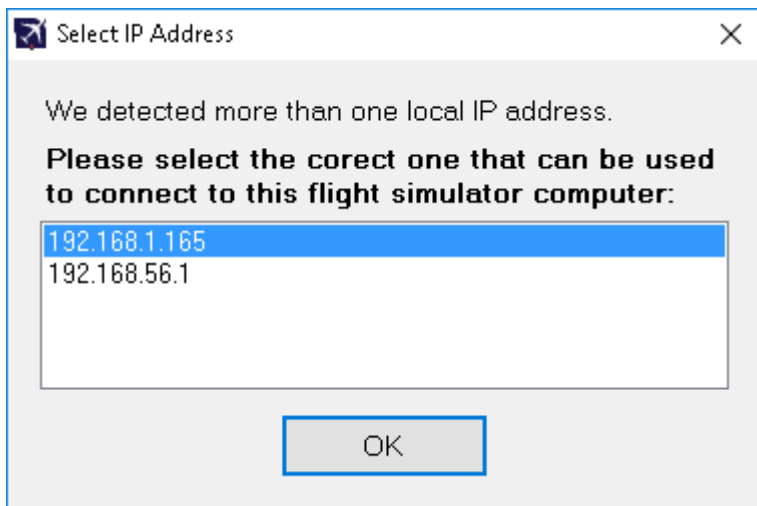 Select IP Address
We detected more than one local IP address.
Please select the corect one that can be used
to connect to this flight simulator computer:
192.168.1.165
192.168.56.1
OK